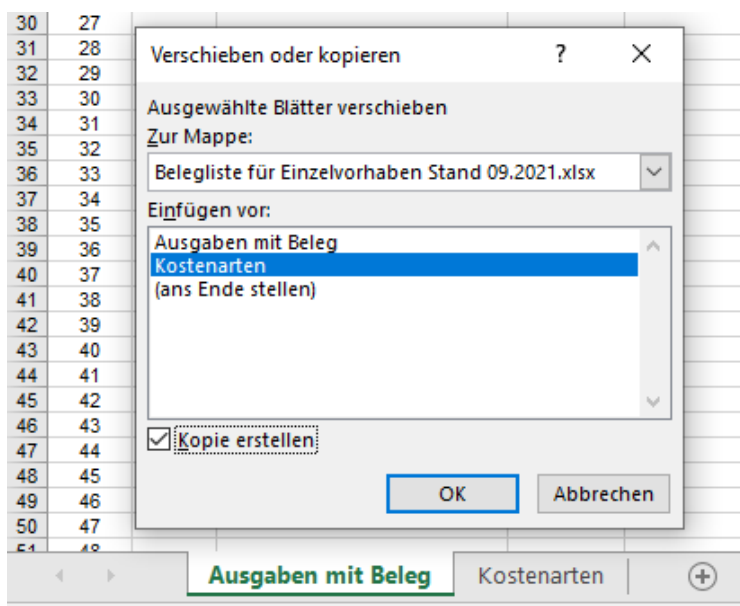 30 27
31 28
32 29
33 30
34 31
35 32
36 33
37 34
38 35
39 36
40 37
41 38
42 39
43 40
44 41
45 42
46 43
47 44
48 45
49 46
50 47
51 48
Verschieben oder kopieren ?
Ausgewählte Blätter verschieben
Zur Mappe:
Belegliste für Einzelvorhaben Stand 09.2021.xlsx
Einfügen vor:
Ausgaben mit Beleg
Kostenarten
(ans Ende stellen)
Kopie erstellen
OK Abbrechen
Ausgaben mit Beleg Kostenarten